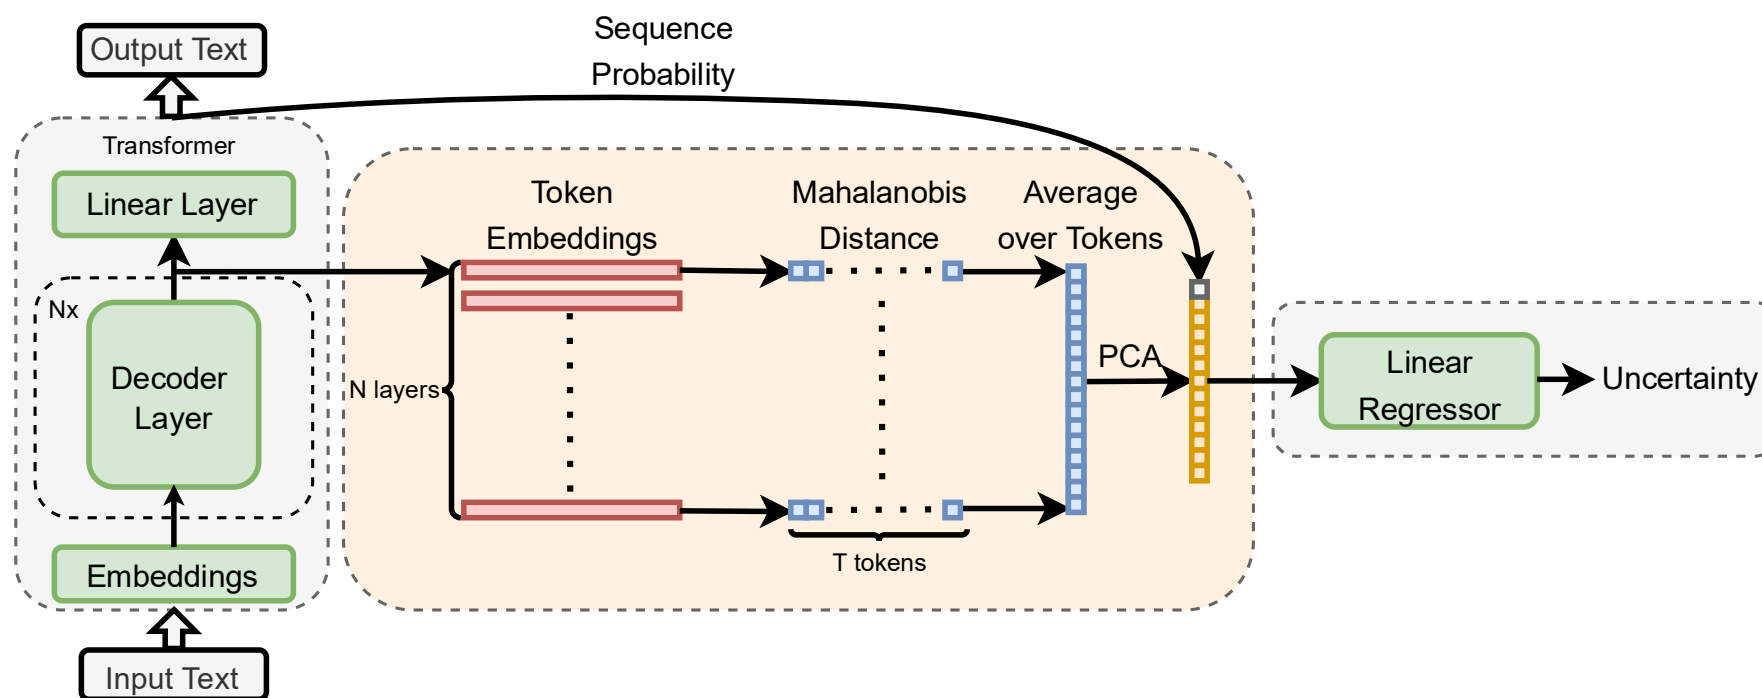 Output Text
Sequence
Probability
Transformer
Linear Layer
Nx
Decoder
Layer
Embeddings
Input Text
Token
Embeddings
N layers
Mahalanobis
Distance
T tokens
Average
over Tokens
PCA
Linear
Regressor
Uncertainty